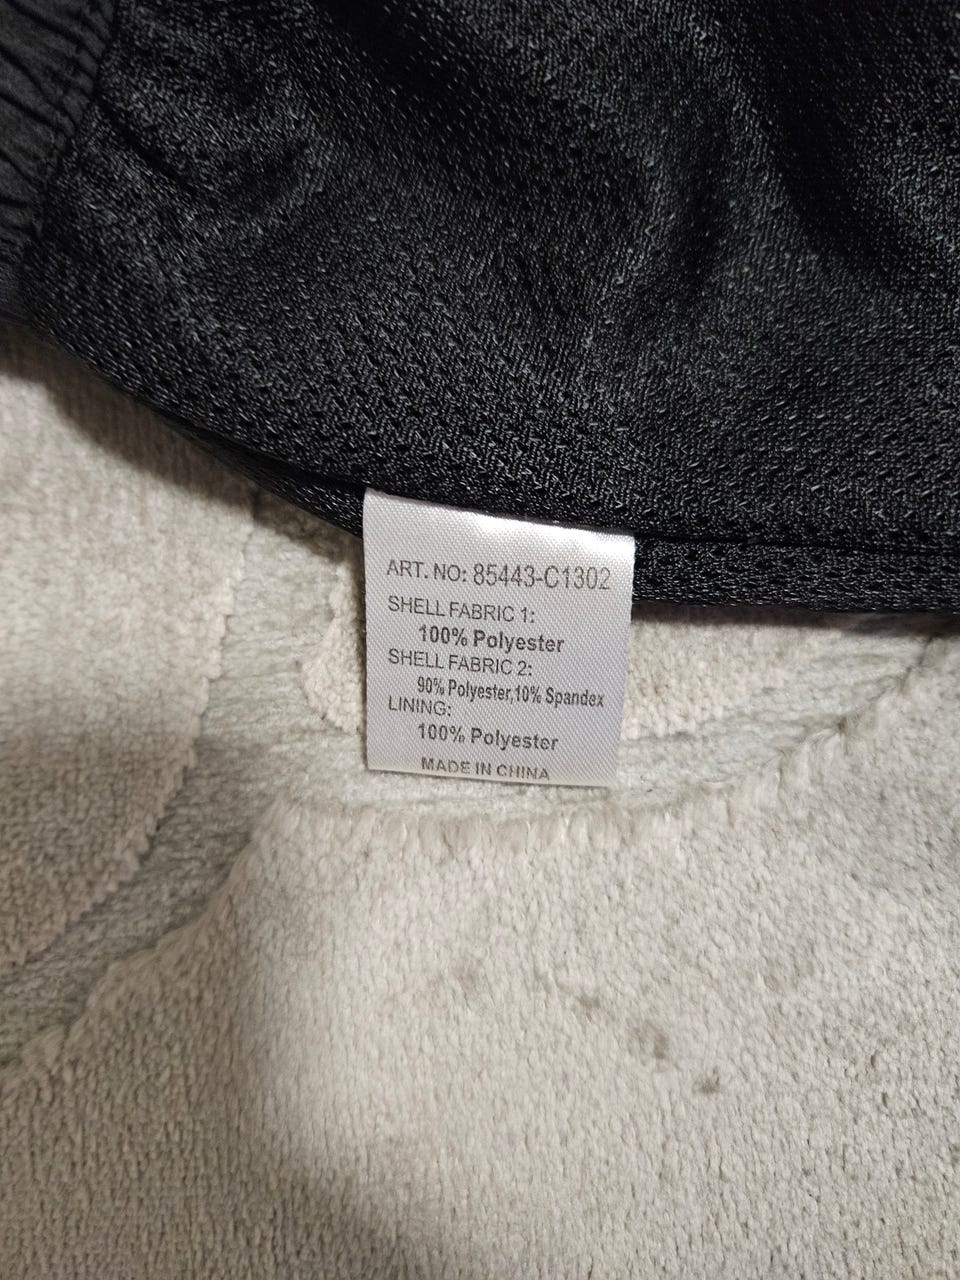 ART. NO: 85443-C1302
SHELL FABRIC 1:
100% Polyester
SHELL FABRIC 2:
90% Polyester,10% Spandex
LINING:
100% Polyester
MADE IN CHINA